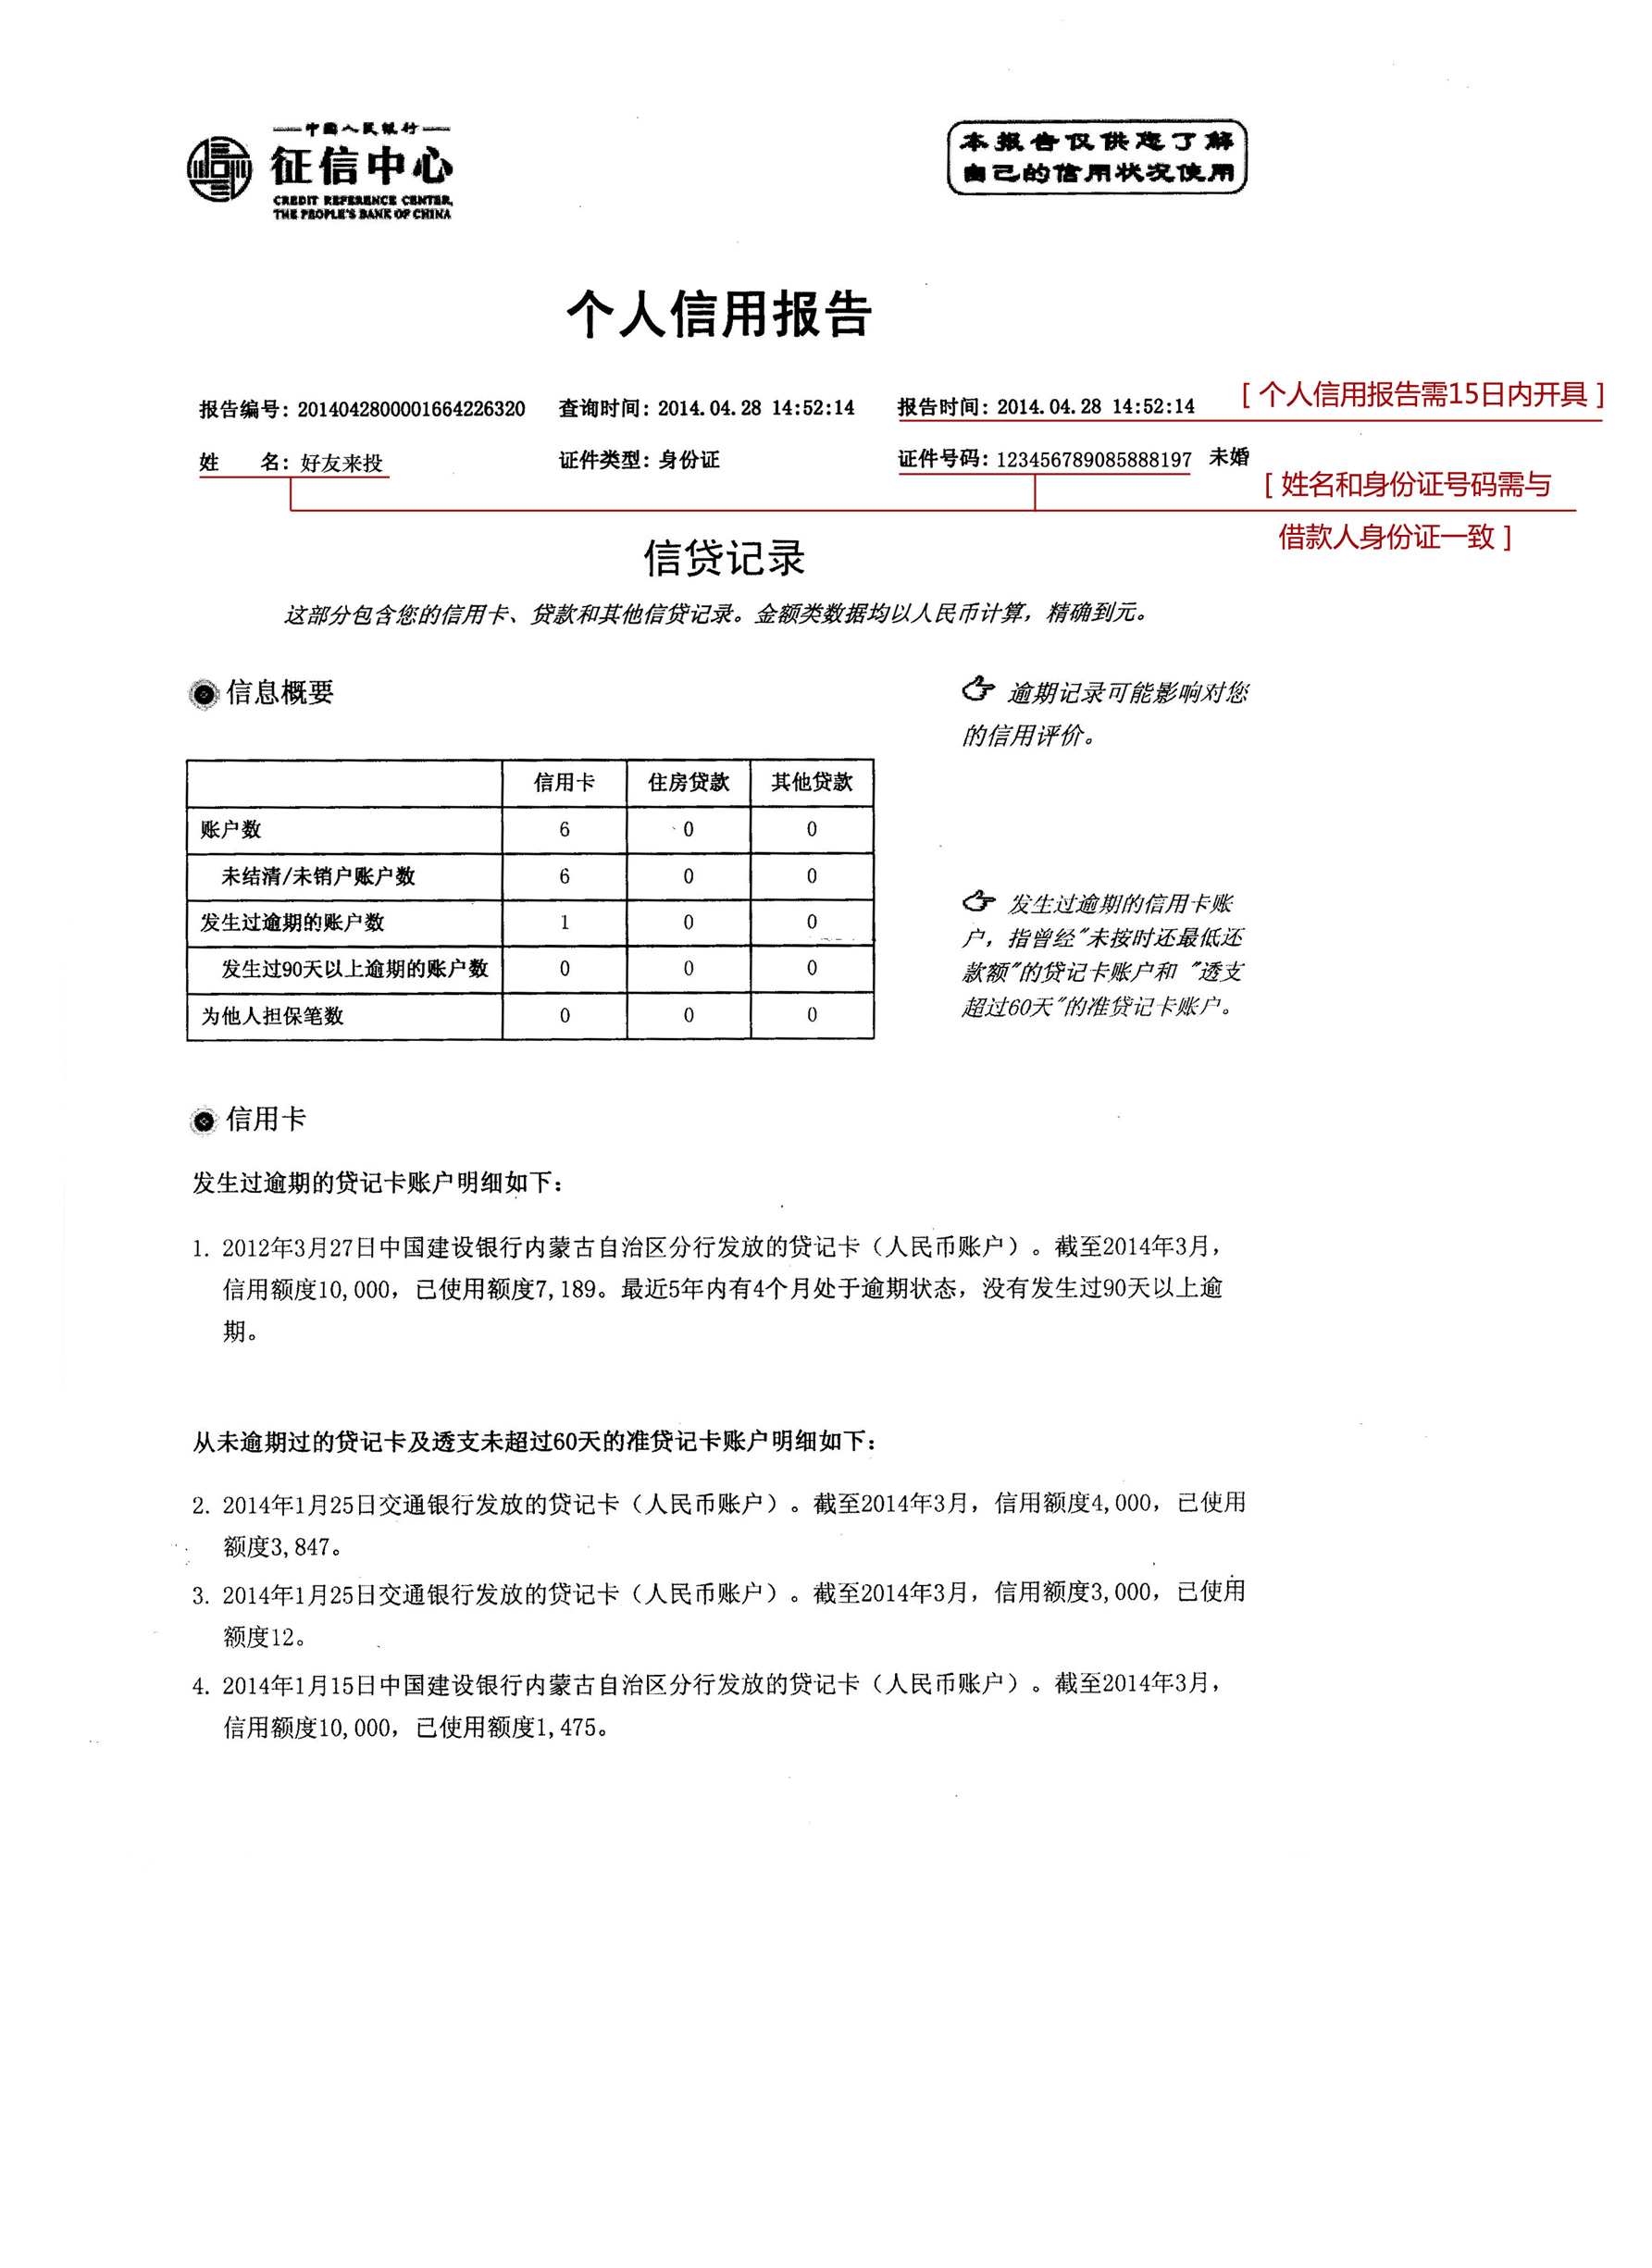 中国人民银行
征信中心
CREDIT REFERENCE CENTER,
THE PEOPLE'S BANK OF CHINA
本报告仅供您了解
自己的信用状况使用
个人信用报告
报告编号: 2014042800001664226320 查询时间: 2014.04.28 14:52:14 报告时间: 2014.04.28 14:52:14 [ 个人信用报告需15日内开具 ]
姓 名: 好友来投 证件类型: 身份证 证件号码: 123456789085888197 未婚
[ 姓名和身份证号码需与
借款人身份证一致 ]
信贷记录
这部分包含您的信用卡、贷款和其他信贷记录。金额类数据均以人民币计算，精确到元。
信息概要
逾期记录可能影响对您
的信用评价。
信用卡 住房贷款 其他贷款
账户数 6 0 0
未结清/未销户账户数 6 0 0
发生过逾期的账户数 1 0 0
发生过90天以上逾期的账户数 0 0 0
为他人担保笔数 0 0 0
发生过逾期的信用卡账
户，指曾经"未按时还最低还
款额"的贷记卡账户和 "透支
超过60天"的准贷记卡账户。
信用卡
发生过逾期的贷记卡账户明细如下:
1. 2012年3月27日中国建设银行内蒙古自治区分行发放的贷记卡（人民币账户）。截至2014年3月，
信用额度10,000，已使用额度7,189。最近5年内有4个月处于逾期状态，没有发生过90天以上逾
期。
从未逾期过的贷记卡及透支未超过60天的准贷记卡账户明细如下:
2. 2014年1月25日交通银行发放的贷记卡（人民币账户）。截至2014年3月，信用额度4,000，已使用
额度3,847。
3. 2014年1月25日交通银行发放的贷记卡（人民币账户）。截至2014年3月，信用额度3,000，已使用
额度12。
4. 2014年1月15日中国建设银行内蒙古自治区分行发放的贷记卡（人民币账户）。截至2014年3月，
信用额度10,000，已使用额度1,475。